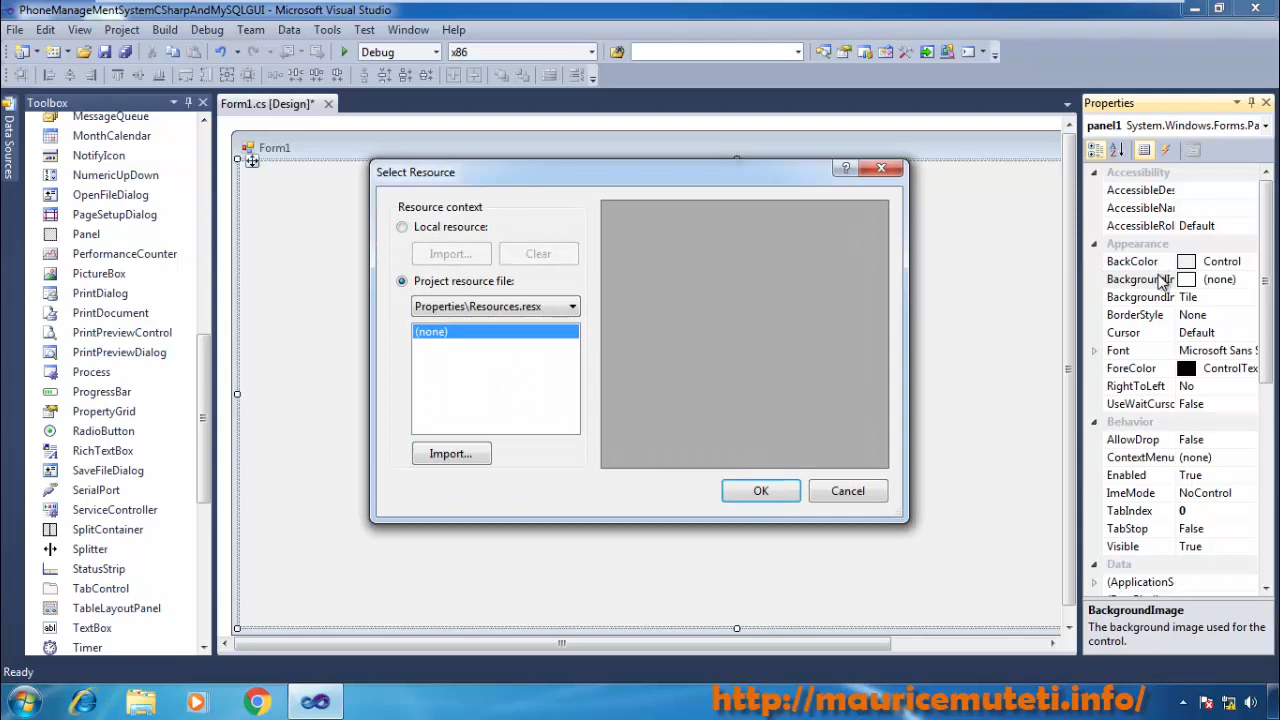 PhoneManageMentSystemCSharpAndMySQLGUI - Microsoft Visual Studio
File Edit View Project Build Debug Team Data Tools Test Window Help
Debug x86
Toolbox
Form1.cs [Design]*
Properties
Data Sources
MessageQueue
MonthCalendar
NotifyIcon
NumericUpDown
OpenFileDialog
PageSetupDialog
Panel
PerformanceCounter
PictureBox
PrintDialog
PrintDocument
PrintPreviewControl
PrintPreviewDialog
Process
ProgressBar
PropertyGrid
RadioButton
RichTextBox
SaveFileDialog
SerialPort
ServiceController
SplitContainer
Splitter
StatusStrip
TabControl
TableLayoutPanel
TextBox
Timer
Form1
Select Resource
Resource context
Local resource:
Import... Clear
Project resource file:
Properties\Resources.resx
(none)
Import...
OK Cancel
panel1 System.Windows.Forms.Pa
Accessibility
AccessibleDes
AccessibleNar
AccessibleRol Default
Appearance
BackColor Control
BackgroundIr (none)
BackgroundIr Tile
BorderStyle None
Cursor Default
Font Microsoft Sans S
ForeColor ControlTex
RightToLeft No
UseWaitCurso False
Behavior
AllowDrop False
ContextMenu (none)
Enabled True
ImeMode NoControl
TabIndex 0
TabStop False
Visible True
Data
(ApplicationS
BackgroundImage
The background image used for the
control.
Ready
http://mauricemuteti.info/